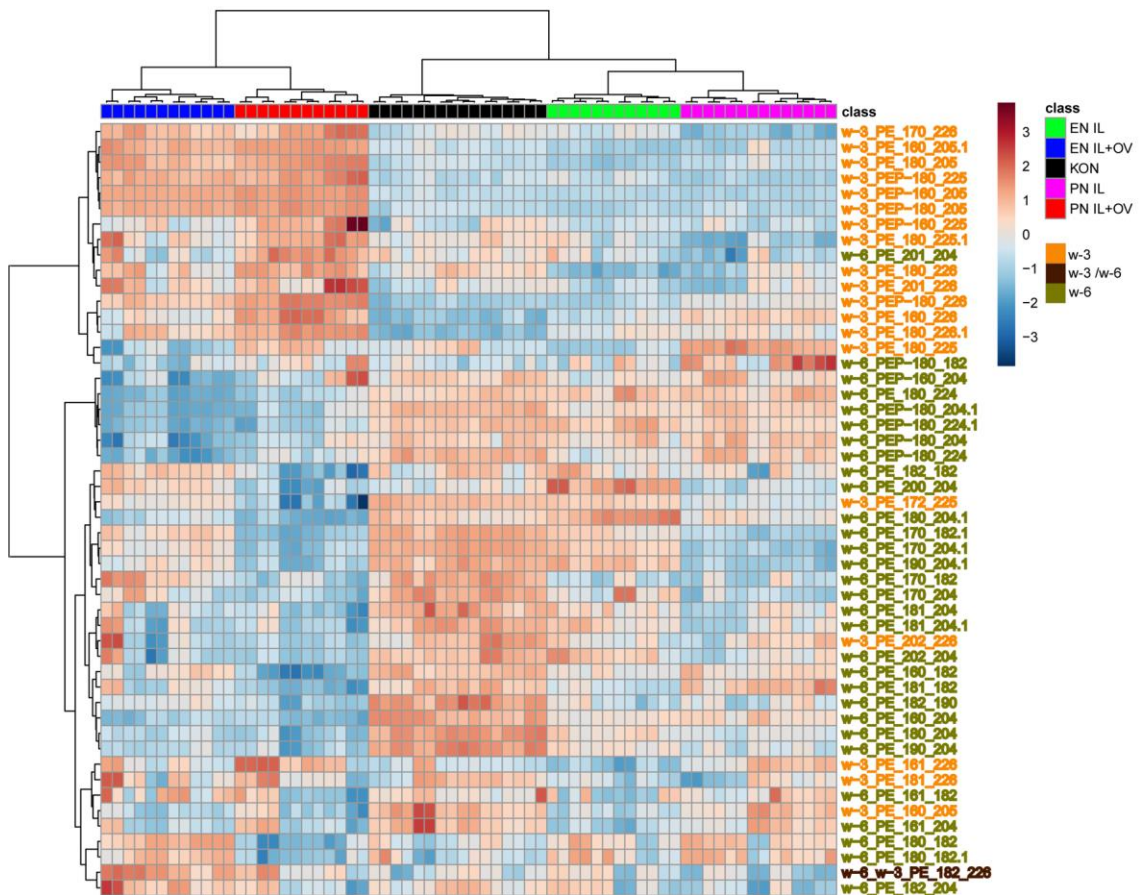 class
w-3_PE_170_226
w-3_PE_160_205.1
w-3_PE_180_205
w-3_PEP-180_225
w-3_PEP-160_205
w-3_PEP-180_205
w-3_PEP-160_225
w-3_PE_180_225.1
w-6_PE_201_204
w-3_PE_180_226
w-3_PE_201_226
w-3_PEP-180_226
w-3_PE_160_226
w-3_PE_180_226.1
w-3_PE_180_225
w-6_PEP-180_182
w-6_PEP-160_204
w-6_PE_180_224
w-6_PEP-180_204.1
w-6_PEP-180_224.1
w-6_PEP-180_204
w-6_PEP-180_224
w-6_PE_182_182
w-6_PE_200_204
w-3_PE_172_225
w-6_PE_180_204.1
w-6_PE_170_182.1
w-6_PE_170_204.1
w-6_PE_190_204.1
w-6_PE_170_182
w-6_PE_170_204
w-6_PE_181_204
w-6_PE_181_204.1
w-3_PE_202_226
w-6_PE_202_204
w-6_PE_160_182
w-6_PE_181_182
w-6_PE_182_190
w-6_PE_160_204
w-6_PE_180_204
w-6_PE_190_204
w-3_PE_161_226
w-3_PE_181_226
w-6_PE_161_182
w-3_PE_160_205
w-6_PE_161_204
w-6_PE_180_182
w-6_PE_180_182.1
w-6_w-3_PE_182_226
w-6_PE_182_204
3
2
1
0
−1
−2
−3
class
EN IL
EN IL+OV
KON
PN IL
PN IL+OV
w-3
w-3 /w-6
w-6